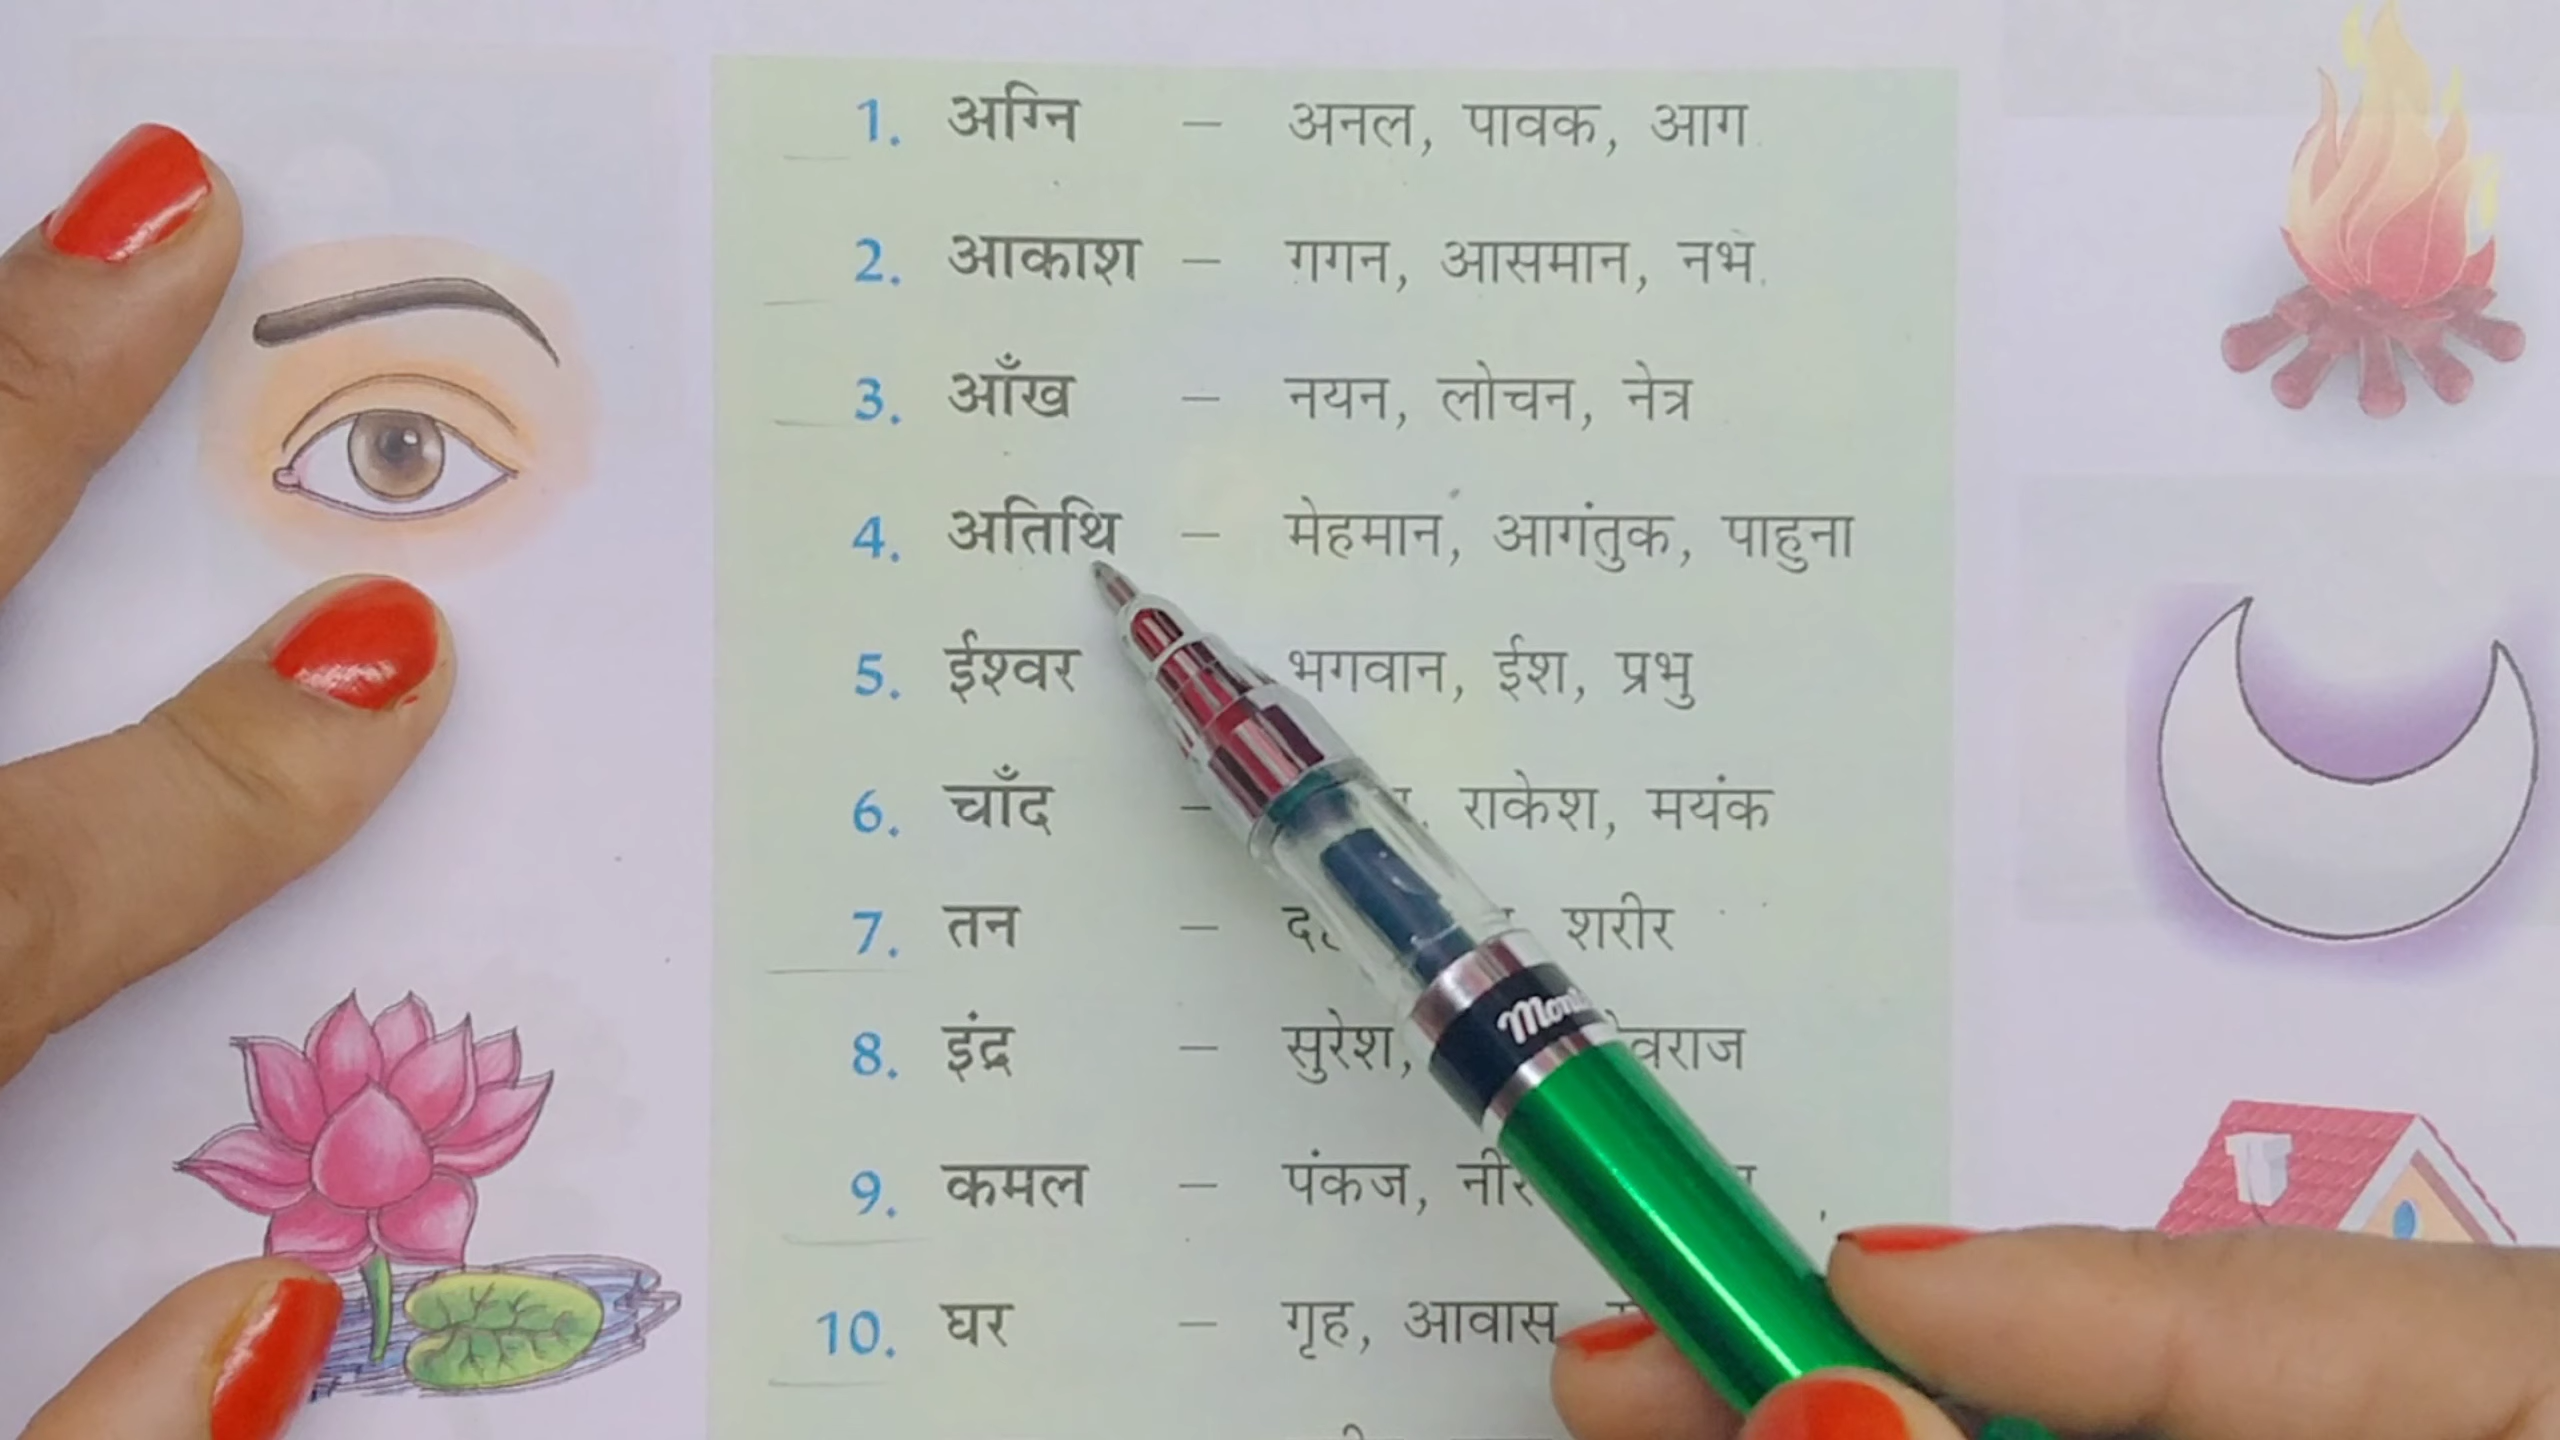 1. अग्नि – अनल, पावक, आग
2. आकाश – गगन, आसमान, नभ
3. आँख – नयन, लोचन, नेत्र
4. अतिथि – मेहमान, आगंतुक, पाहुना
5. ईश्वर भगवान, ईश, प्रभु
6. चाँद – राकेश, मयंक
7. तन – शरीर
8. इंद्र – सुरेश,
9. कमल – पंकज,
10. घर – गृह, आवास